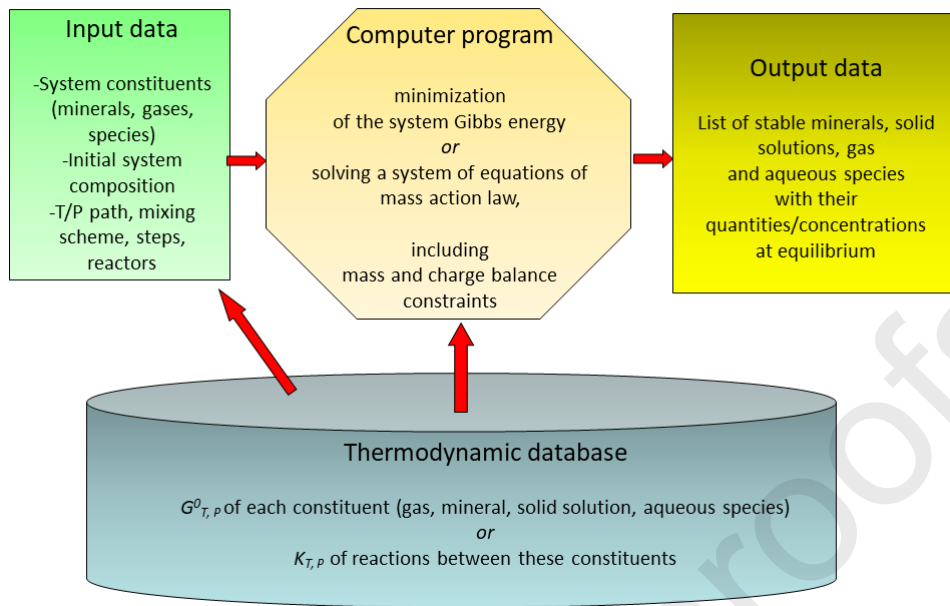 Input data
-System constituents
(minerals, gases,
species)
-Initial system
composition
-T/P path, mixing
scheme, steps,
reactors
Computer program
minimization
of the system Gibbs energy
or
solving a system of equations of
mass action law,
including
mass and charge balance
constraints
Output data
List of stable minerals, solid
solutions, gas
and aqueous species
with their
quantities/concentrations
at equilibrium
Thermodynamic database
G⁰T, P of each constituent (gas, mineral, solid solution, aqueous species)
or
KT, P of reactions between these constituents
proofs